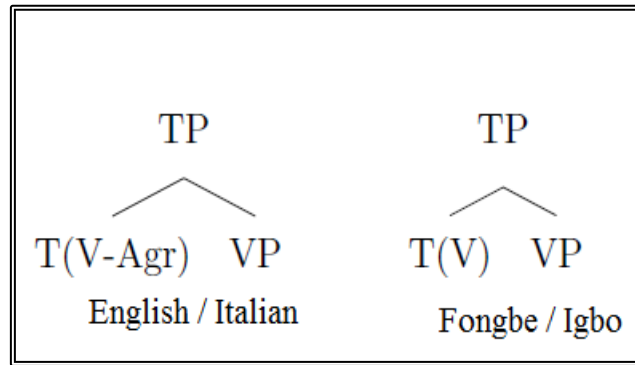 TP TP
T(V-Agr) VP T(V) VP
English / Italian Fongbe / Igbo